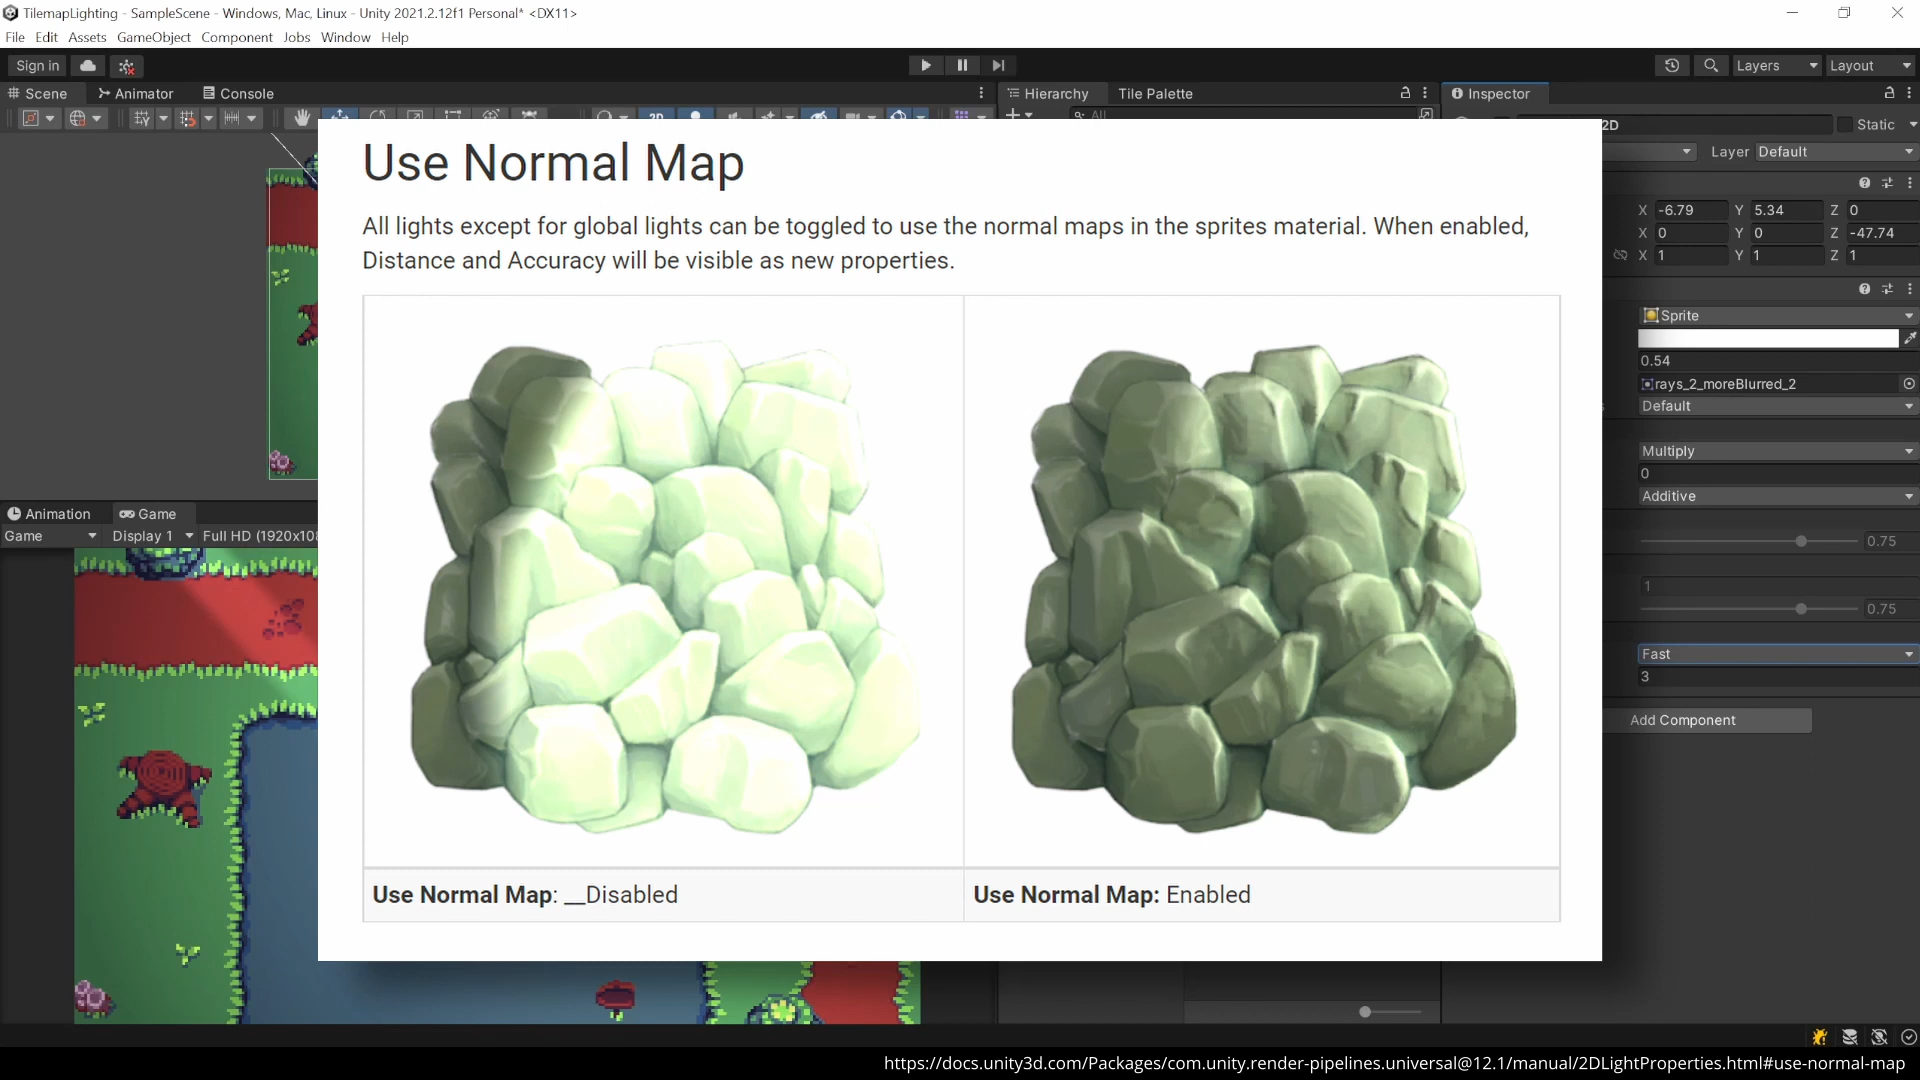 TilemapLighting - SampleScene - Windows, Mac, Linux - Unity 2021.2.12f1 Personal* <DX11>
File Edit Assets GameObject Component Jobs Window Help
Sign in Layers Layout
Scene Animator Console Hierarchy Tile Palette Inspector
2D All 2D Static
Layer Default
Use Normal Map
All lights except for global lights can be toggled to use the normal maps in the sprites material. When enabled,
Distance and Accuracy will be visible as new properties.
Use Normal Map: __Disabled
Use Normal Map: Enabled
X -6.79 Y 5.34 Z 0
X 0 Y 0 Z -47.74
X 1 Y 1 Z 1
Sprite
0.54
rays_2_moreBlurred_2
Default
Multiply
0
Additive
0.75
1
0.75
Fast
3
Add Component
Animation Game
Game Display 1 Full HD (1920x108
https://docs.unity3d.com/Packages/com.unity.render-pipelines.universal@12.1/manual/2DLightProperties.html#use-normal-map